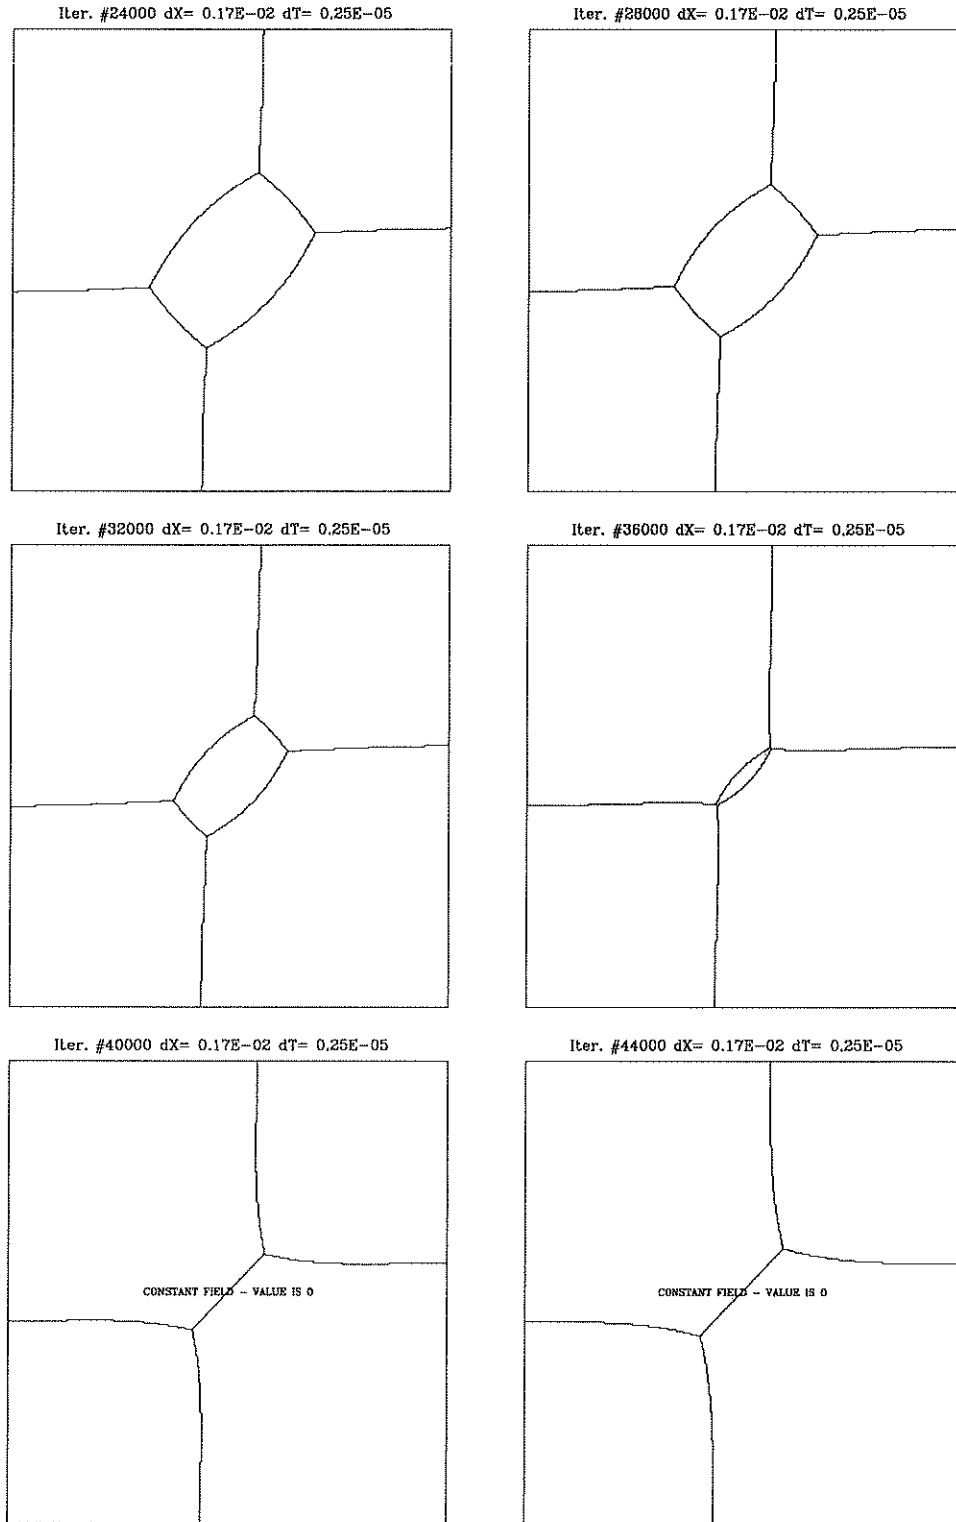 Iter. #24000 dX= 0.17E-02 dT= 0.25E-05
Iter. #28000 dX= 0.17E-02 dT= 0.25E-05
Iter. #32000 dX= 0.17E-02 dT= 0.25E-05
Iter. #36000 dX= 0.17E-02 dT= 0.25E-05
Iter. #40000 dX= 0.17E-02 dT= 0.25E-05
Iter. #44000 dX= 0.17E-02 dT= 0.25E-05
CONSTANT FIELD - VALUE IS 0
CONSTANT FIELD - VALUE IS 0